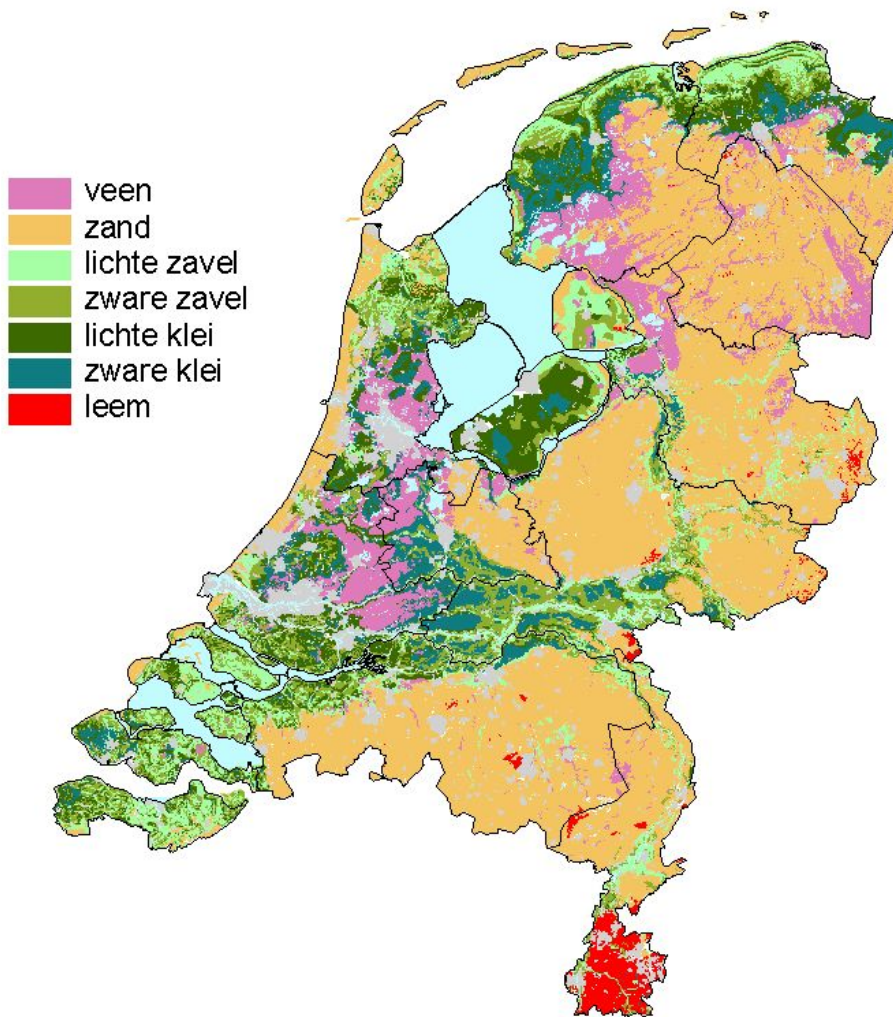 veen
zand
lichte zavel
zware zavel
lichte klei
zware klei
leem